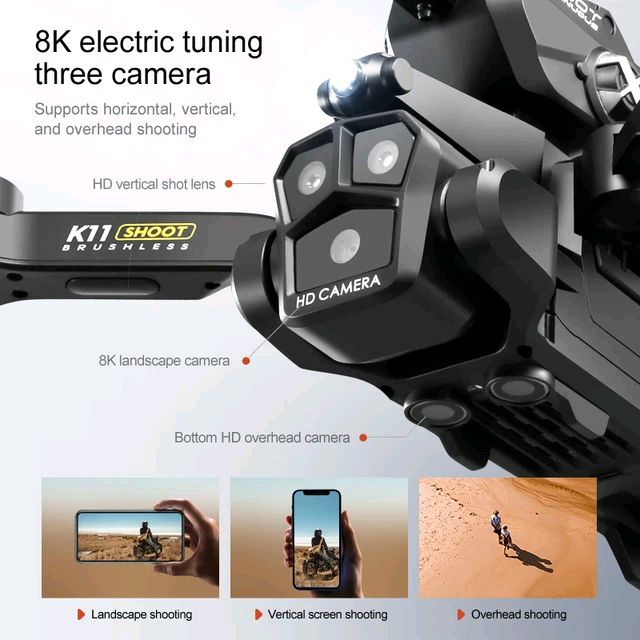 8K electric tuning
three camera
Supports horizontal, vertical,
and overhead shooting
HD vertical shot lens
K11 SHOOT
BRUSHLESS
HD CAMERA
8K landscape camera
Bottom HD overhead camera
Landscape shooting
Vertical screen shooting
Overhead shooting